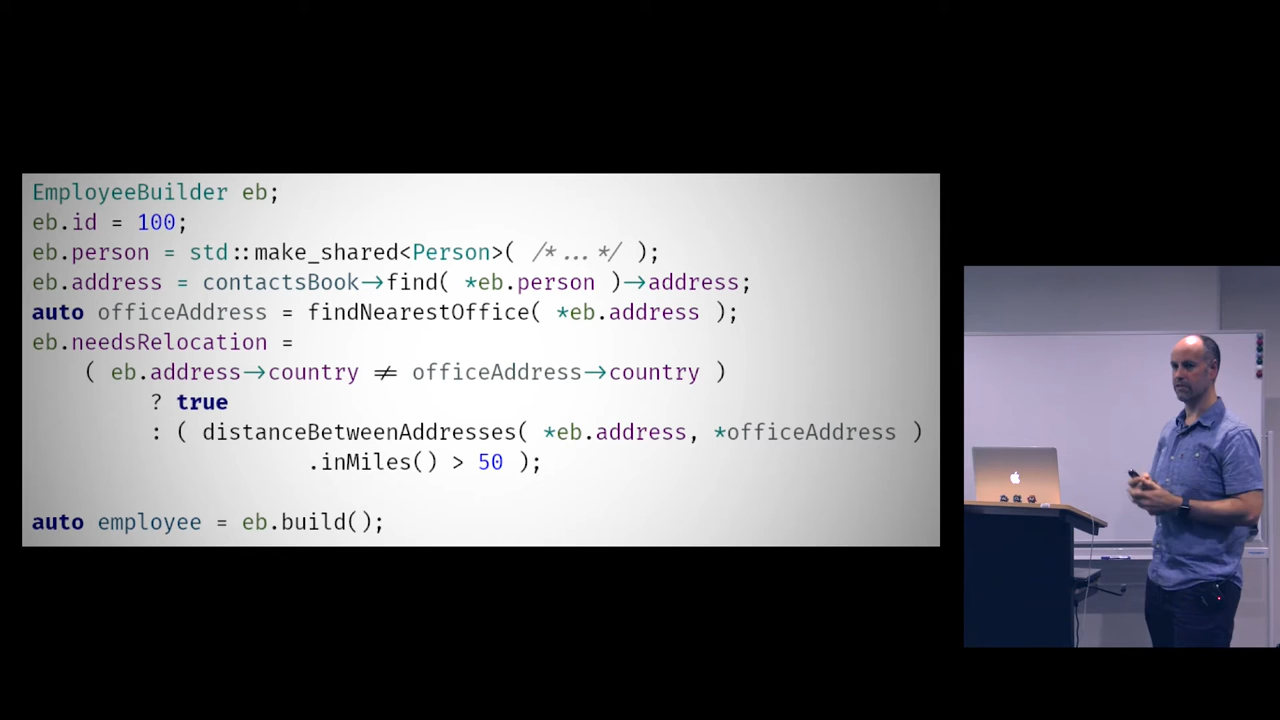 EmployeeBuilder eb;
eb.id = 100;
eb.person = std::make_shared<Person>( /*...*/ );
eb.address = contactsBook->find( *eb.person )->address;
auto officeAddress = findNearestOffice( *eb.address );
eb.needsRelocation =
( eb.address->country != officeAddress->country )
? true
: ( distanceBetweenAddresses( *eb.address, *officeAddress )
.inMiles() > 50 );
auto employee = eb.build();